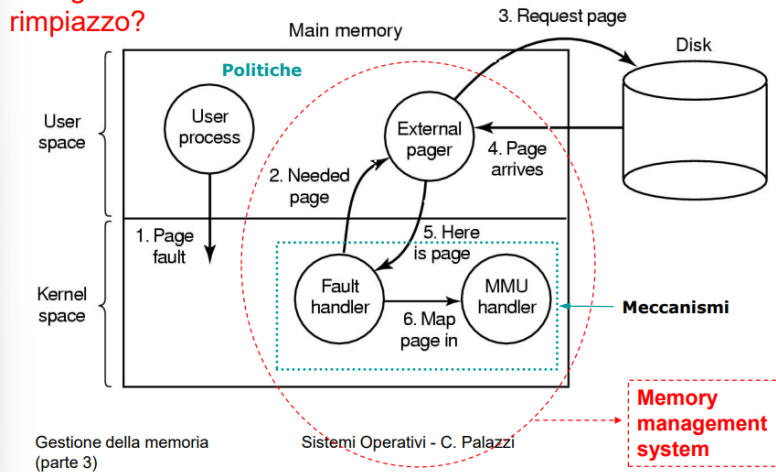 rimpiazzo?
3. Request page
Main memory
Disk
Politiche
User
space
User
process
External
pager
2. Needed
page
4. Page
arrives
1. Page
fault
5. Here
is page
Kernel
space
Fault
handler
MMU
handler
6. Map
page in
Meccanismi
Memory
management
system
Gestione della memoria
(parte 3)
Sistemi Operativi - C. Palazzi